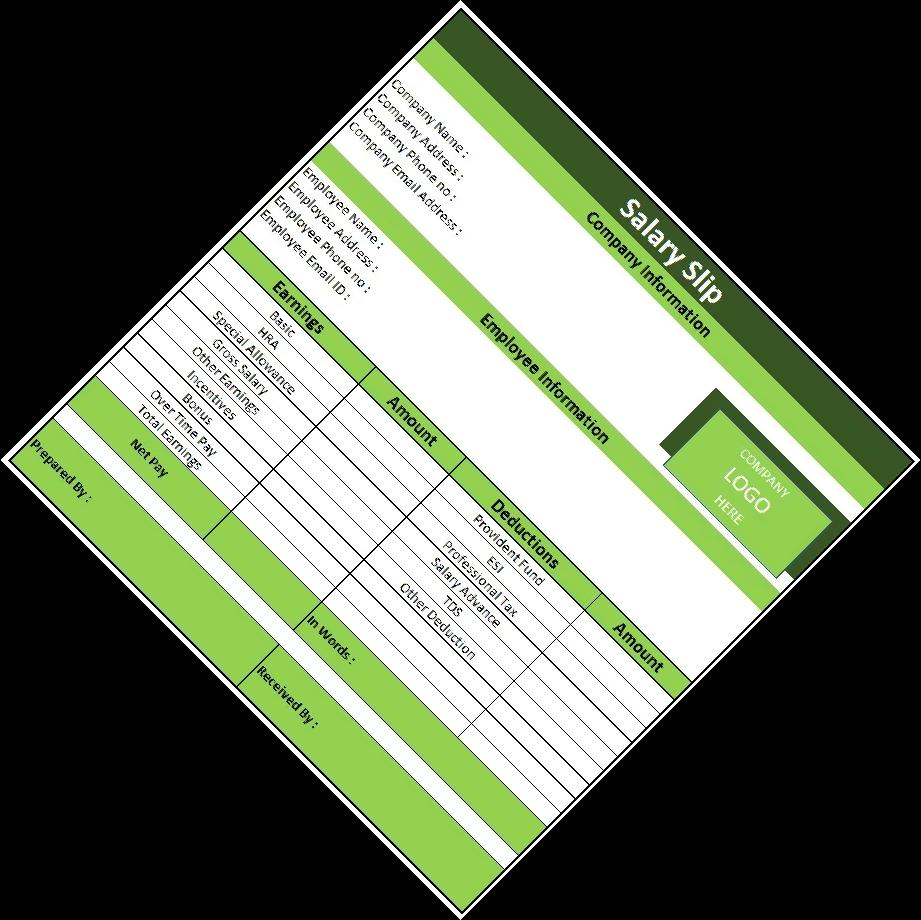 Salary Slip
Company Information
Company Name :
Company Address :
Company Phone no :
Company Email Address :
COMPANY
LOGO
HERE
Employee Information
Employee Name :
Employee Address :
Employee Phone no :
Employee Email ID :
Earnings Amount Deductions Amount
Basic Provident Fund
HRA ESI
Special Allowance Professional Tax
Gross Salary Salary Advance
Other Earnings TDS
Incentives Other Deduction
Bonus
Over Time Pay
Total Earnings
Net Pay In Words :
Prepared By : Received By :